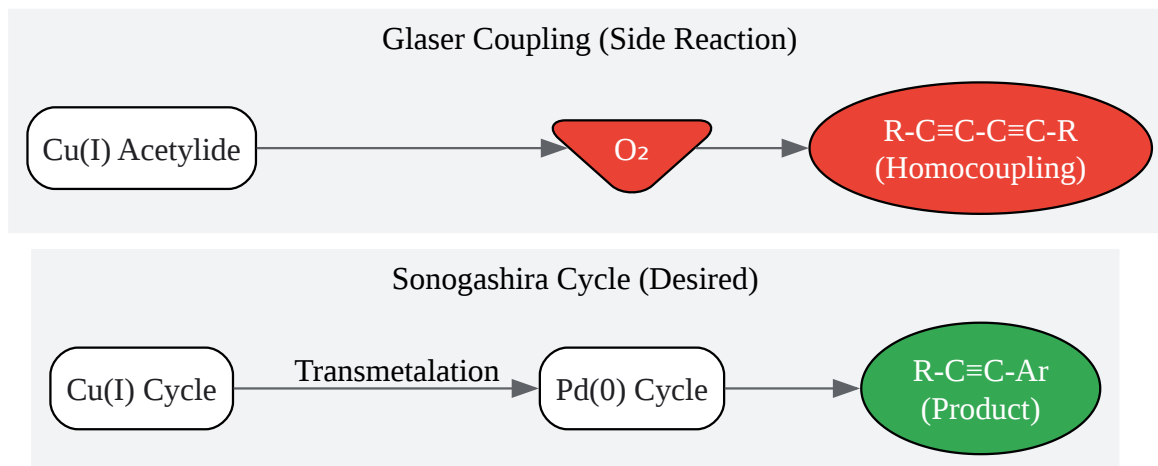 Glaser Coupling (Side Reaction)
Cu(I) Acetylide
O₂
R-C≡C-C≡C-R
(Homocoupling)
Sonogashira Cycle (Desired)
Cu(I) Cycle
Transmetalation
Pd(0) Cycle
R-C≡C-Ar
(Product)